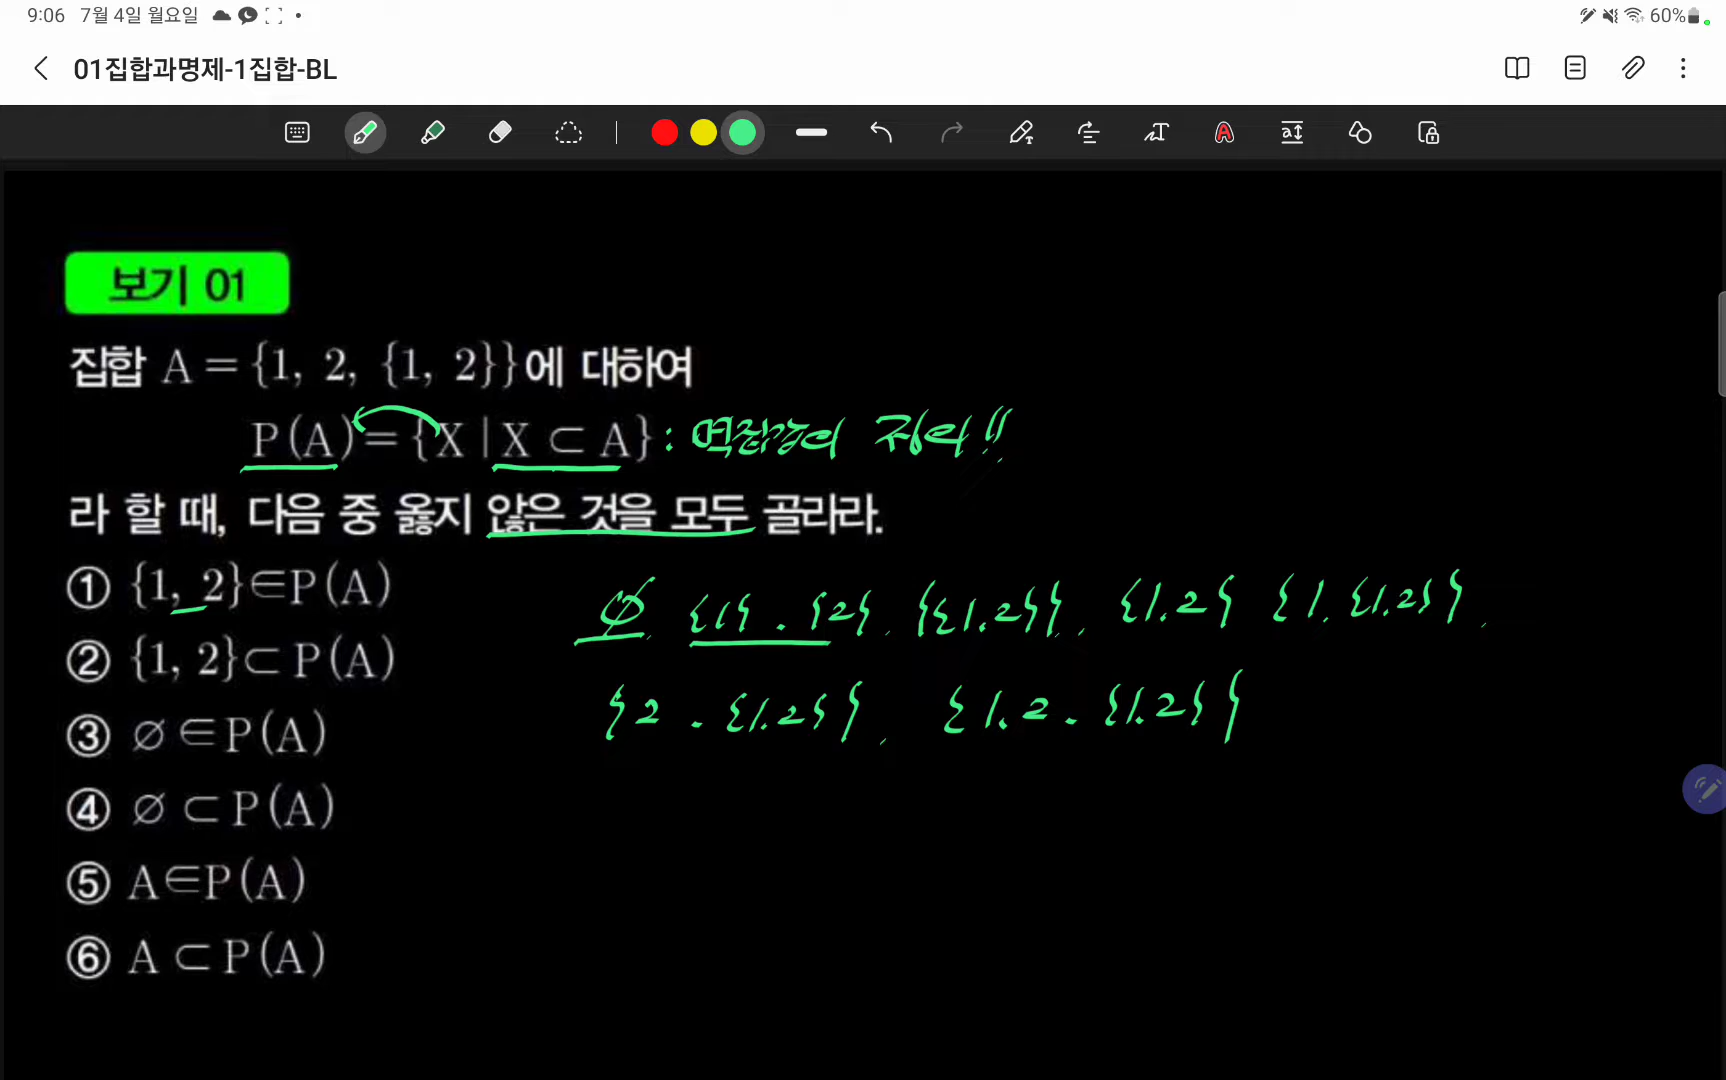 9:06 7월 4일 월요일
60%
01집합과명제-1집합-BL
보기 01
집합 A = {1, 2, {1, 2}}에 대하여
P(A) = {X | X ⊂ A} : 멱집합의 정의!!
라 할 때, 다음 중 옳지 않은 것을 모두 골라라.
① {1, 2}∈P(A)
∅, {1}, {2}, {{1,2}}, {1,2} {1, {1,2}},
② {1, 2}⊂P(A)
{2, {1,2}}, {1,2, {1,2}}
③ ∅∈P(A)
④ ∅⊂P(A)
⑤ A∈P(A)
⑥ A⊂P(A)